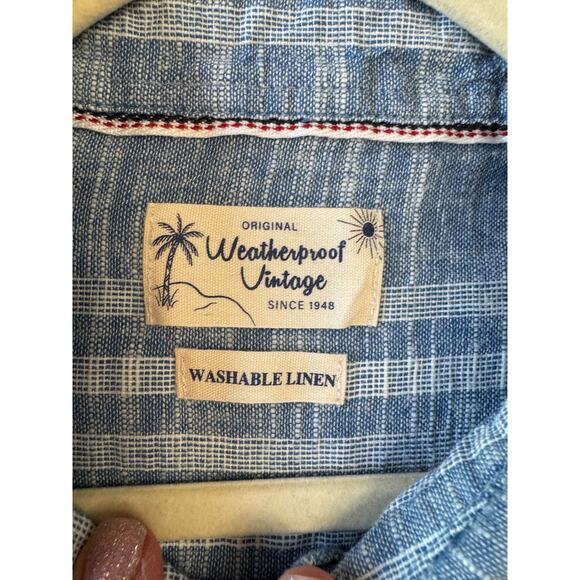 ORIGINAL
Weatherproof
Vintage
SINCE 1948
WASHABLE LINEN